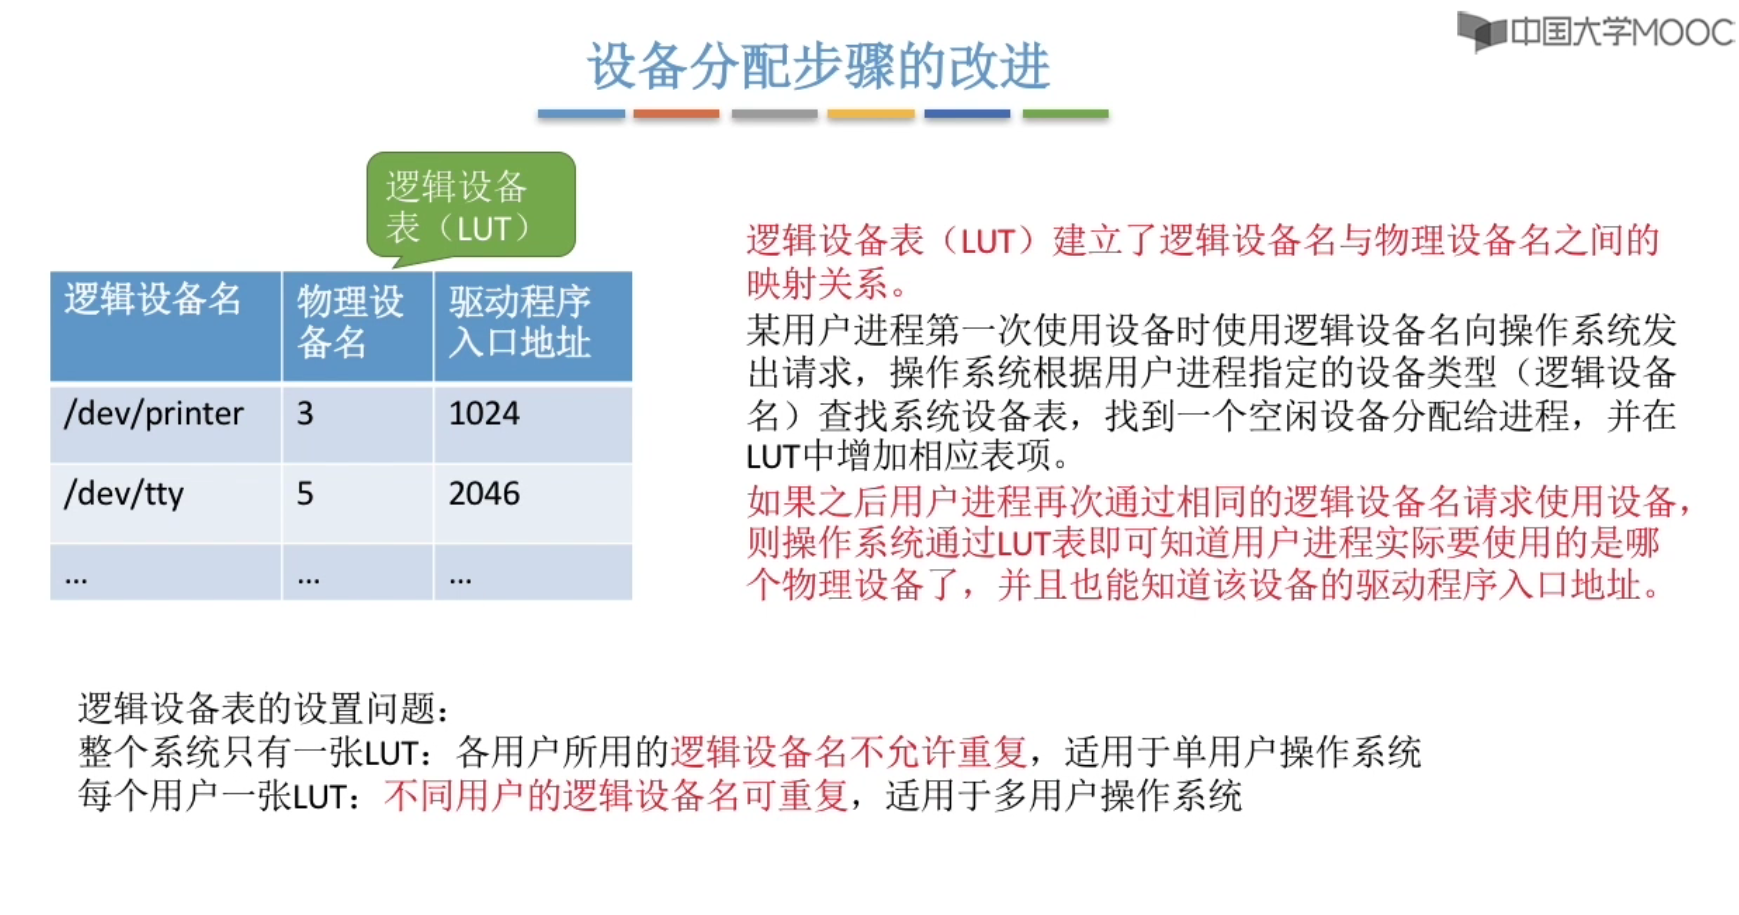 中国大学MOOC
设备分配步骤的改进
逻辑设备
表（LUT）
逻辑设备名
物理设
备名
驱动程序
入口地址
/dev/printer 3 1024
/dev/tty 5 2046
... ... ...
逻辑设备表（LUT）建立了逻辑设备名与物理设备名之间的
映射关系。
某用户进程第一次使用设备时使用逻辑设备名向操作系统发
出请求，操作系统根据用户进程指定的设备类型（逻辑设备
名）查找系统设备表，找到一个空闲设备分配给进程，并在
LUT中增加相应表项。
如果之后用户进程再次通过相同的逻辑设备名请求使用设备，
则操作系统通过LUT表即可知道用户进程实际要使用的是哪
个物理设备了，并且也能知道该设备的驱动程序入口地址。
逻辑设备表的设置问题：
整个系统只有一张LUT：各用户所用的逻辑设备名不允许重复，适用于单用户操作系统
每个用户一张LUT：不同用户的逻辑设备名可重复，适用于多用户操作系统